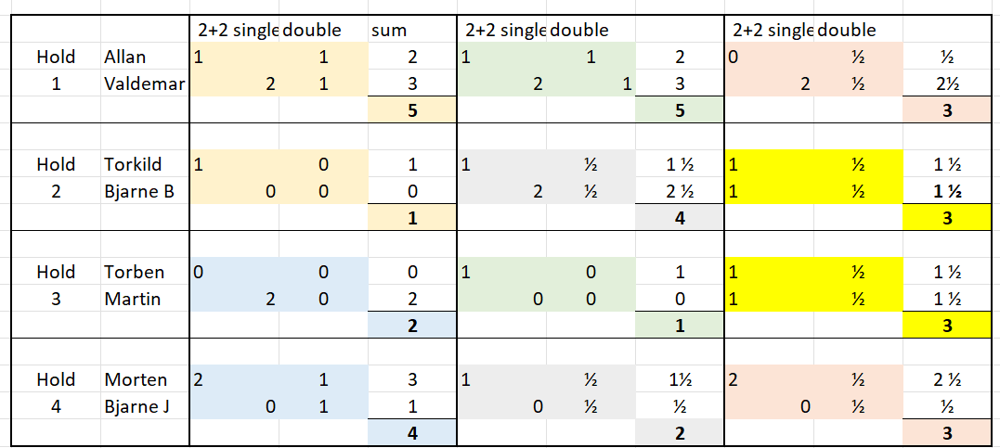 2+2 single double sum 2+2 single double 2+2 single double
Hold Allan 1 1 2 1 1 2 0 ½ ½
1 Valdemar 2 1 3 2 1 3 2 ½ 2½
5 5 3
Hold Torkild 1 0 1 1 ½ 1 ½ 1 ½ 1 ½
2 Bjarne B 0 0 0 2 ½ 2 ½ 1 ½ 1 ½
1 4 3
Hold Torben 0 0 0 1 0 1 1 ½ 1 ½
3 Martin 2 0 2 0 0 0 1 ½ 1 ½
2 1 3
Hold Morten 2 1 3 1 ½ 1½ 2 ½ 2 ½
4 Bjarne J 0 1 1 0 ½ ½ 0 ½ ½
4 2 3